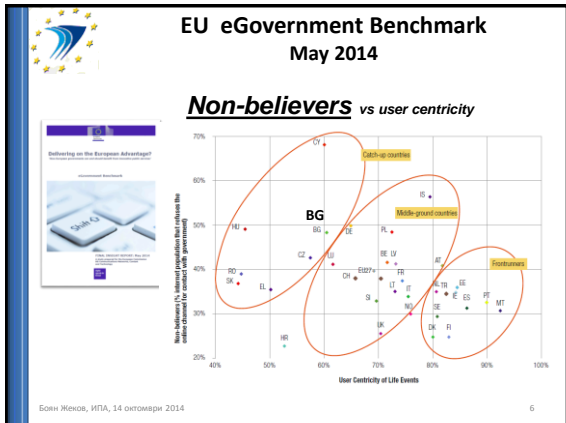 EU eGovernment Benchmark
May 2014
Non-believers vs user centricity
Delivering on the European Advantage?
eGovernment Benchmark
Shift
Non-believers (% internet population that refuses the
online channel for contact with government)
70%
60%
50%
40%
30%
20%
40%
50%
60%
70%
80%
90%
100%
User Centricity of Life Events
Catch-up countries
Middle-ground countries
Frontrunners
CY
IS
HU
BG
BG
DE
PL
CZ
LU
BE
LV
AT
RO
SK
EL
CH
EU27+
FR
LT
IT
SI
NO
NL
TR
IE
EE
ES
PT
MT
SE
UK
DK
FI
HR
Боян Жеков, ИПА, 14 октомври 2014
6